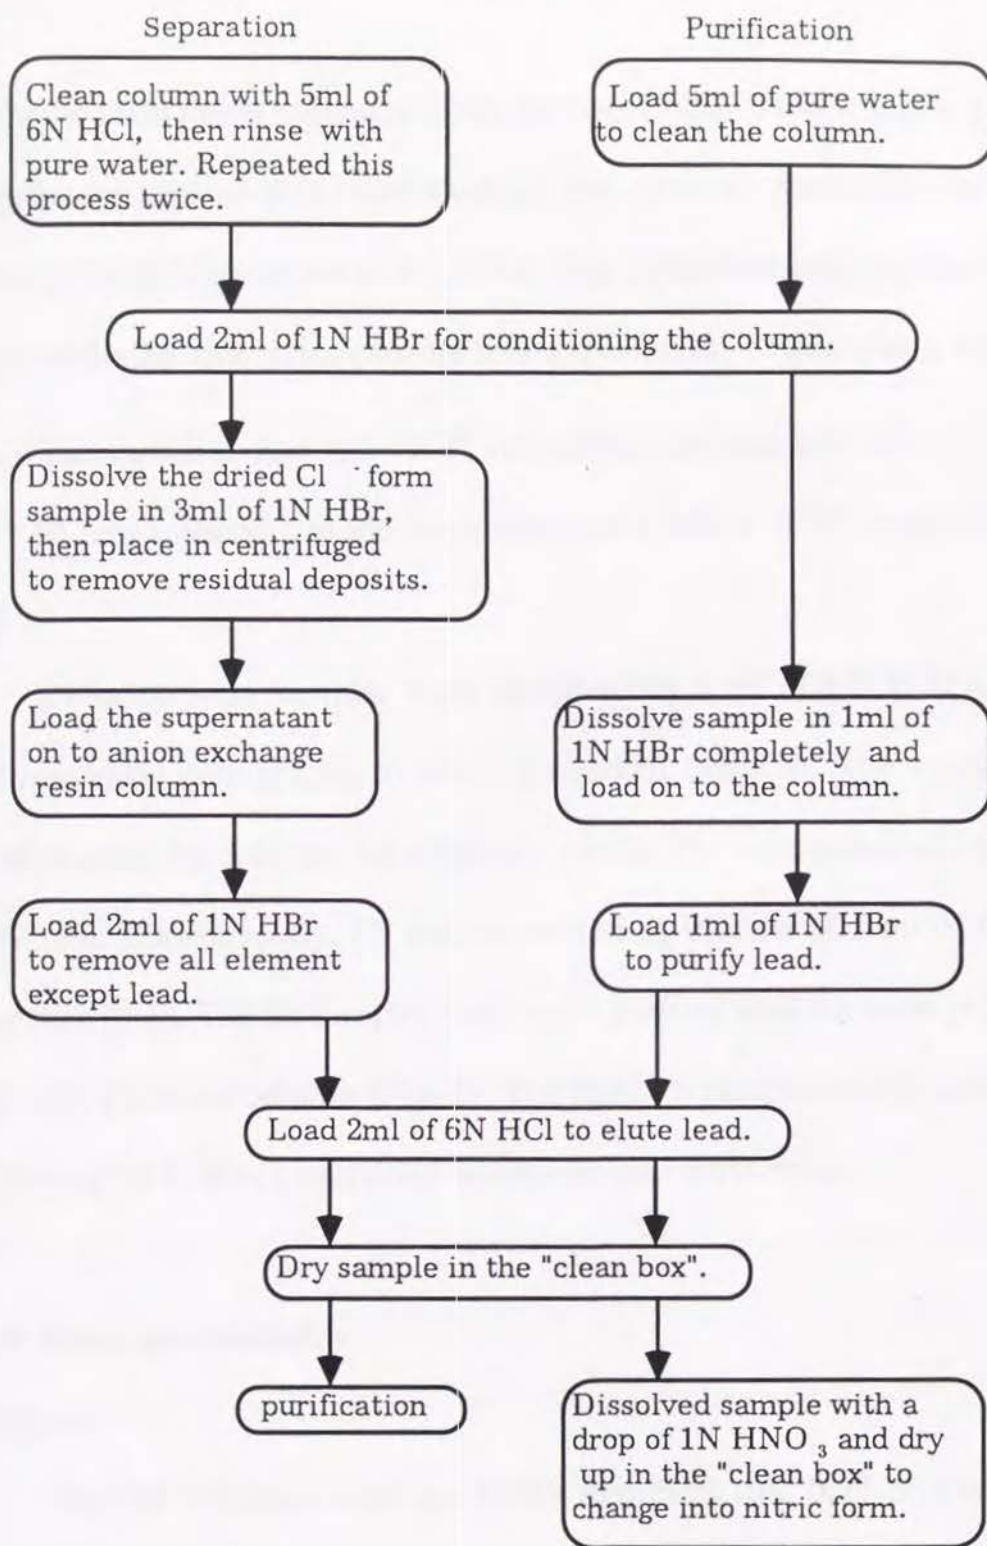 Separation
Purification
Clean column with 5ml of
6N HCl, then rinse with
pure water. Repeated this
process twice.
Load 5ml of pure water
to clean the column.
Load 2ml of 1N HBr for conditioning the column.
Dissolve the dried Cl form
sample in 3ml of 1N HBr,
then place in centrifuged
to remove residual deposits.
Load the supernatant
on to anion exchange
resin column.
Dissolve sample in 1ml of
1N HBr completely and
load on to the column.
Load 2ml of 1N HBr
to remove all element
except lead.
Load 1ml of 1N HBr
to purify lead.
Load 2ml of 6N HCl to elute lead.
Dry sample in the "clean box".
purification
Dissolved sample with a
drop of 1N HNO3 and dry
up in the "clean box" to
change into nitric form.